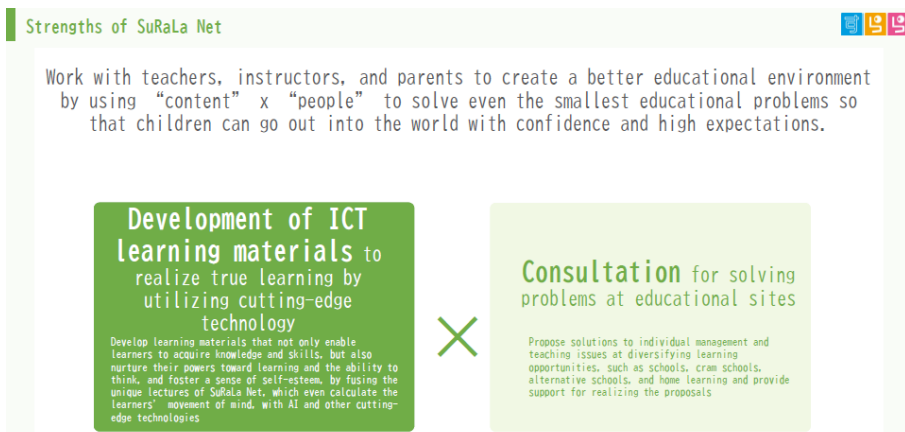 Strengths of SuRaLa Net
Work with teachers, instructors, and parents to create a better educational environment
by using “content” x “people” to solve even the smallest educational problems so
that children can go out into the world with confidence and high expectations.
Development of ICT
learning materials to
realize true learning by
utilizing cutting-edge
technology
Develop learning materials that not only enable
learners to acquire knowledge and skills, but also
nurture their powers toward learning and the ability to
think, and foster a sense of self-esteem, by fusing the
unique lectures of SuRaLa Net, which even calculate the
learners’ movement of mind, with AI and other cutting-
edge technologies
×
Consultation for solving
problems at educational sites
Propose solutions to individual management and
teaching issues at diversifying learning
opportunities, such as schools, cram schools,
alternative schools, and home learning and provide
support for realizing the proposals